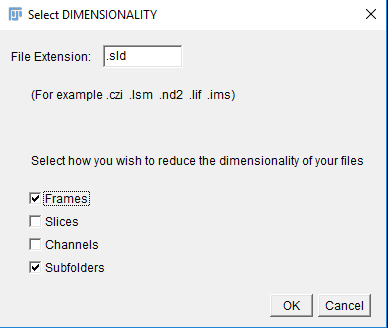 Select DIMENSIONALITY
File Extension: .sld
(For example .czi .lsm .nd2 .lif .ims)
Select how you wish to reduce the dimensionality of your files
Frames
Slices
Channels
Subfolders
OK Cancel